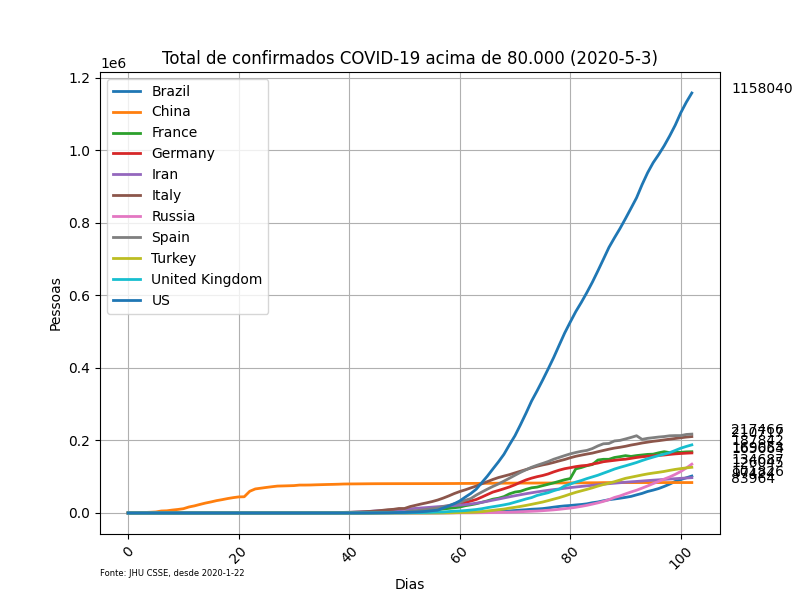 Total de confirmados COVID-19 acima de 80.000 (2020-5-3)
1e6
1.2
1.0
0.8
0.6
0.4
0.2
0.0
Pessoas
Brazil
China
France
Germany
Iran
Italy
Russia
Spain
Turkey
United Kingdom
US
1158040
217466
83964
0
20
40
60
80
100
Dias
Fonte: JHU CSSE, desde 2020-1-22